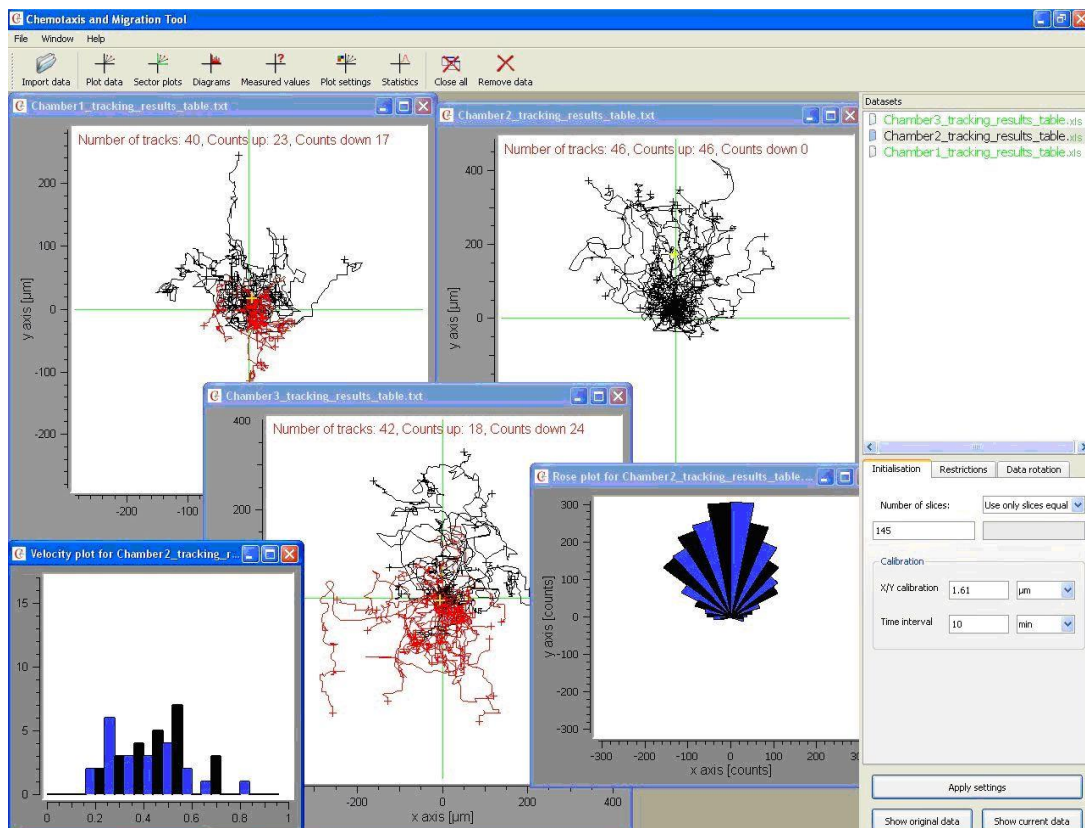 Chemotaxis and Migration Tool
File Window Help
Import data Plot data Sector plots Diagrams Measured values Plot settings Statistics Close all Remove data
Chamber1_tracking_results_table.txt
Number of tracks: 40, Counts up: 23, Counts down 17
200
100
0
-100
-200
y axis [µm]
-200
Chamber2_tracking_results_table.txt
Number of tracks: 46, Counts up: 46, Counts down 0
400
200
0
y axis [µm]
Datasets
Chamber3_tracking_results_table.xls
Chamber2_tracking_results_table.xls
Chamber1_tracking_results_table.xls
Chamber3_tracking_results_table.txt
Number of tracks: 42, Counts up: 18, Counts down 24
400
200
-200 0 200 400
x axis [µm]
Rose plot for Chamber2_tracking_results_table....
300
200
100
0
-100
-200
-300
y axis [counts]
-300 -200 -100 0 100 200 300
x axis [counts]
Velocity plot for Chamber2_tracking_r...
15
10
5
0
0 0.2 0.4 0.6 0.8 1
Initialisation Restrictions Data rotation
Number of slices: Use only slices equal
145
Calibration
X/Y calibration 1.61 µm
Time interval 10 min
Apply settings
Show original data Show current data